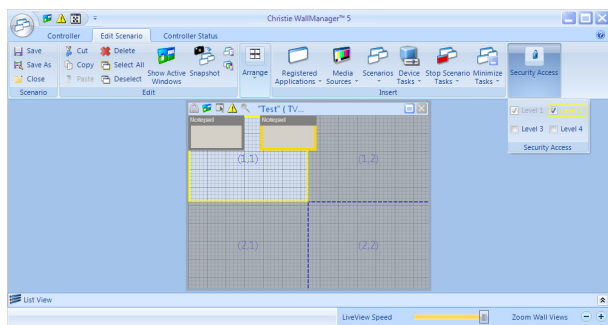 Christie WallManager™ 5
Controller Edit Scenario Controller Status
Save Cut Delete
Save As Copy Select All
Close Paste Deselect
Show Active Windows
Snapshot
Arrange
Registered Applications
Media Sources
Scenarios
Device Tasks
Stop Scenario Tasks
Minimize Tasks
Security Access
Scenario Edit Insert
"Test" ( TV...
Notepad Notepad
(1,1) (1,2)
(2,1) (2,2)
Level 1
Level 3 Level 4
Security Access
List View
LiveView Speed Zoom Wall Views